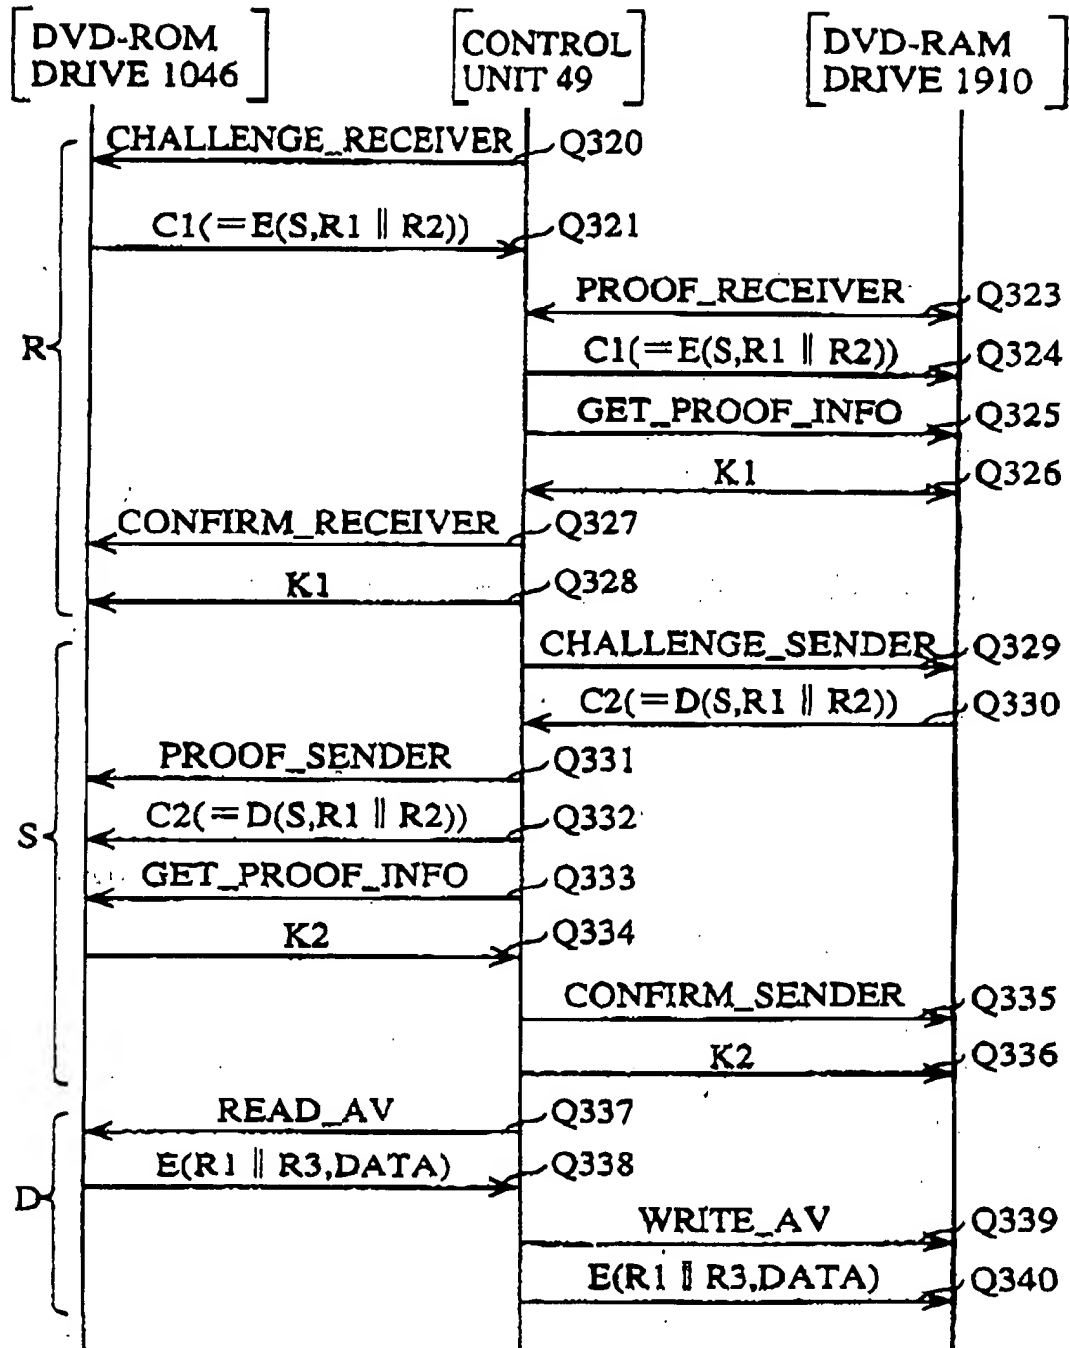 DVD-ROM
DRIVE 1046
CONTROL
UNIT 49
DVD-RAM
DRIVE 1910
CHALLENGE_RECEIVER Q320
C1(=E(S,R1 || R2)) Q321
PROOF_RECEIVER Q323
C1(=E(S,R1 || R2)) Q324
R
GET_PROOF_INFO Q325
K1 Q326
CONFIRM_RECEIVER Q327
K1 Q328
CHALLENGE_SENDER Q329
C2(=D(S,R1 || R2)) Q330
PROOF_SENDER Q331
C2(=D(S,R1 || R2)) Q332
S
GET_PROOF_INFO Q333
K2 Q334
CONFIRM_SENDER Q335
K2 Q336
READ_AV Q337
E(R1 || R3,DATA) Q338
D
WRITE_AV Q339
E(R1 || R3,DATA) Q340